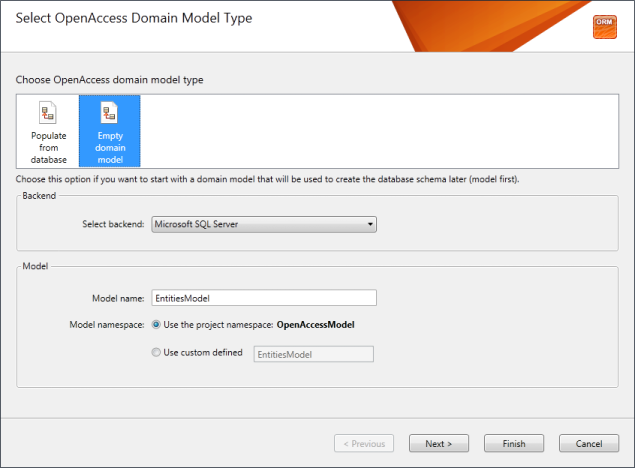 Select OpenAccess Domain Model Type
ORM
Choose OpenAccess domain model type
Populate
from
database
Empty
domain
model
Choose this option if you want to start with a domain model that will be used to create the database schema later (model first).
Backend
Select backend: Microsoft SQL Server
Model
Model name: EntitiesModel
Model namespace: Use the project namespace: OpenAccessModel
Use custom defined EntitiesModel
< Previous Next > Finish Cancel